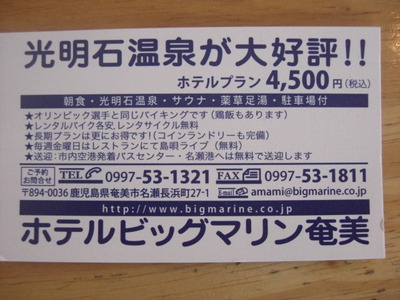 光明石温泉が大好評!!
ホテルプラン4,500円(税込)
朝食・光明石温泉・サウナ・薬草足湯・駐車場付
★オリンピック選手と同じバイキングです(鶏飯もあります)
★レンタルバイク各安、レンタサイクル無料
★長期プランは更にお得です!(コインランドリーも完備)
★毎週金曜日はレストランにて島唄ライブ(無料)
★送迎:市内空港発着バスセンター・名瀬港へは無料で送迎します
ご予約お問合せ TEL 0997-53-1321 FAX 0997-53-1811
〒894-0036 鹿児島県奄美市名瀬長浜町27-1 E-mail amami@bigmarine.co.jp
http://www.bigmarine.co.jp
ホテルビッグマリン奄美